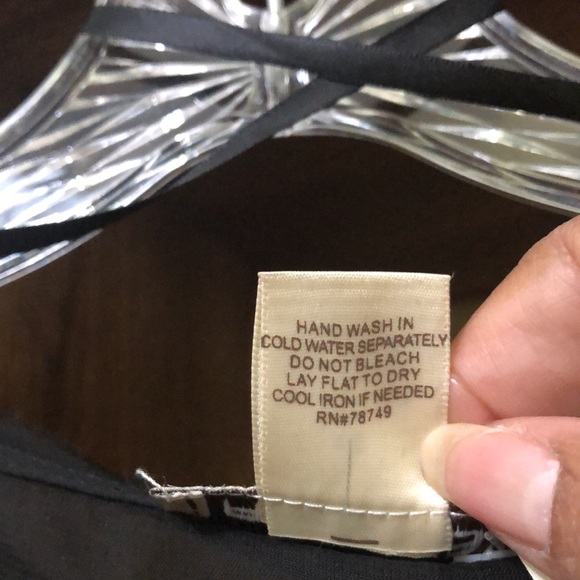 HAND WASH IN
COLD WATER SEPARATELY
DO NOT BLEACH
LAY FLAT TO DRY
COOL IRON IF NEEDED
RN#78749